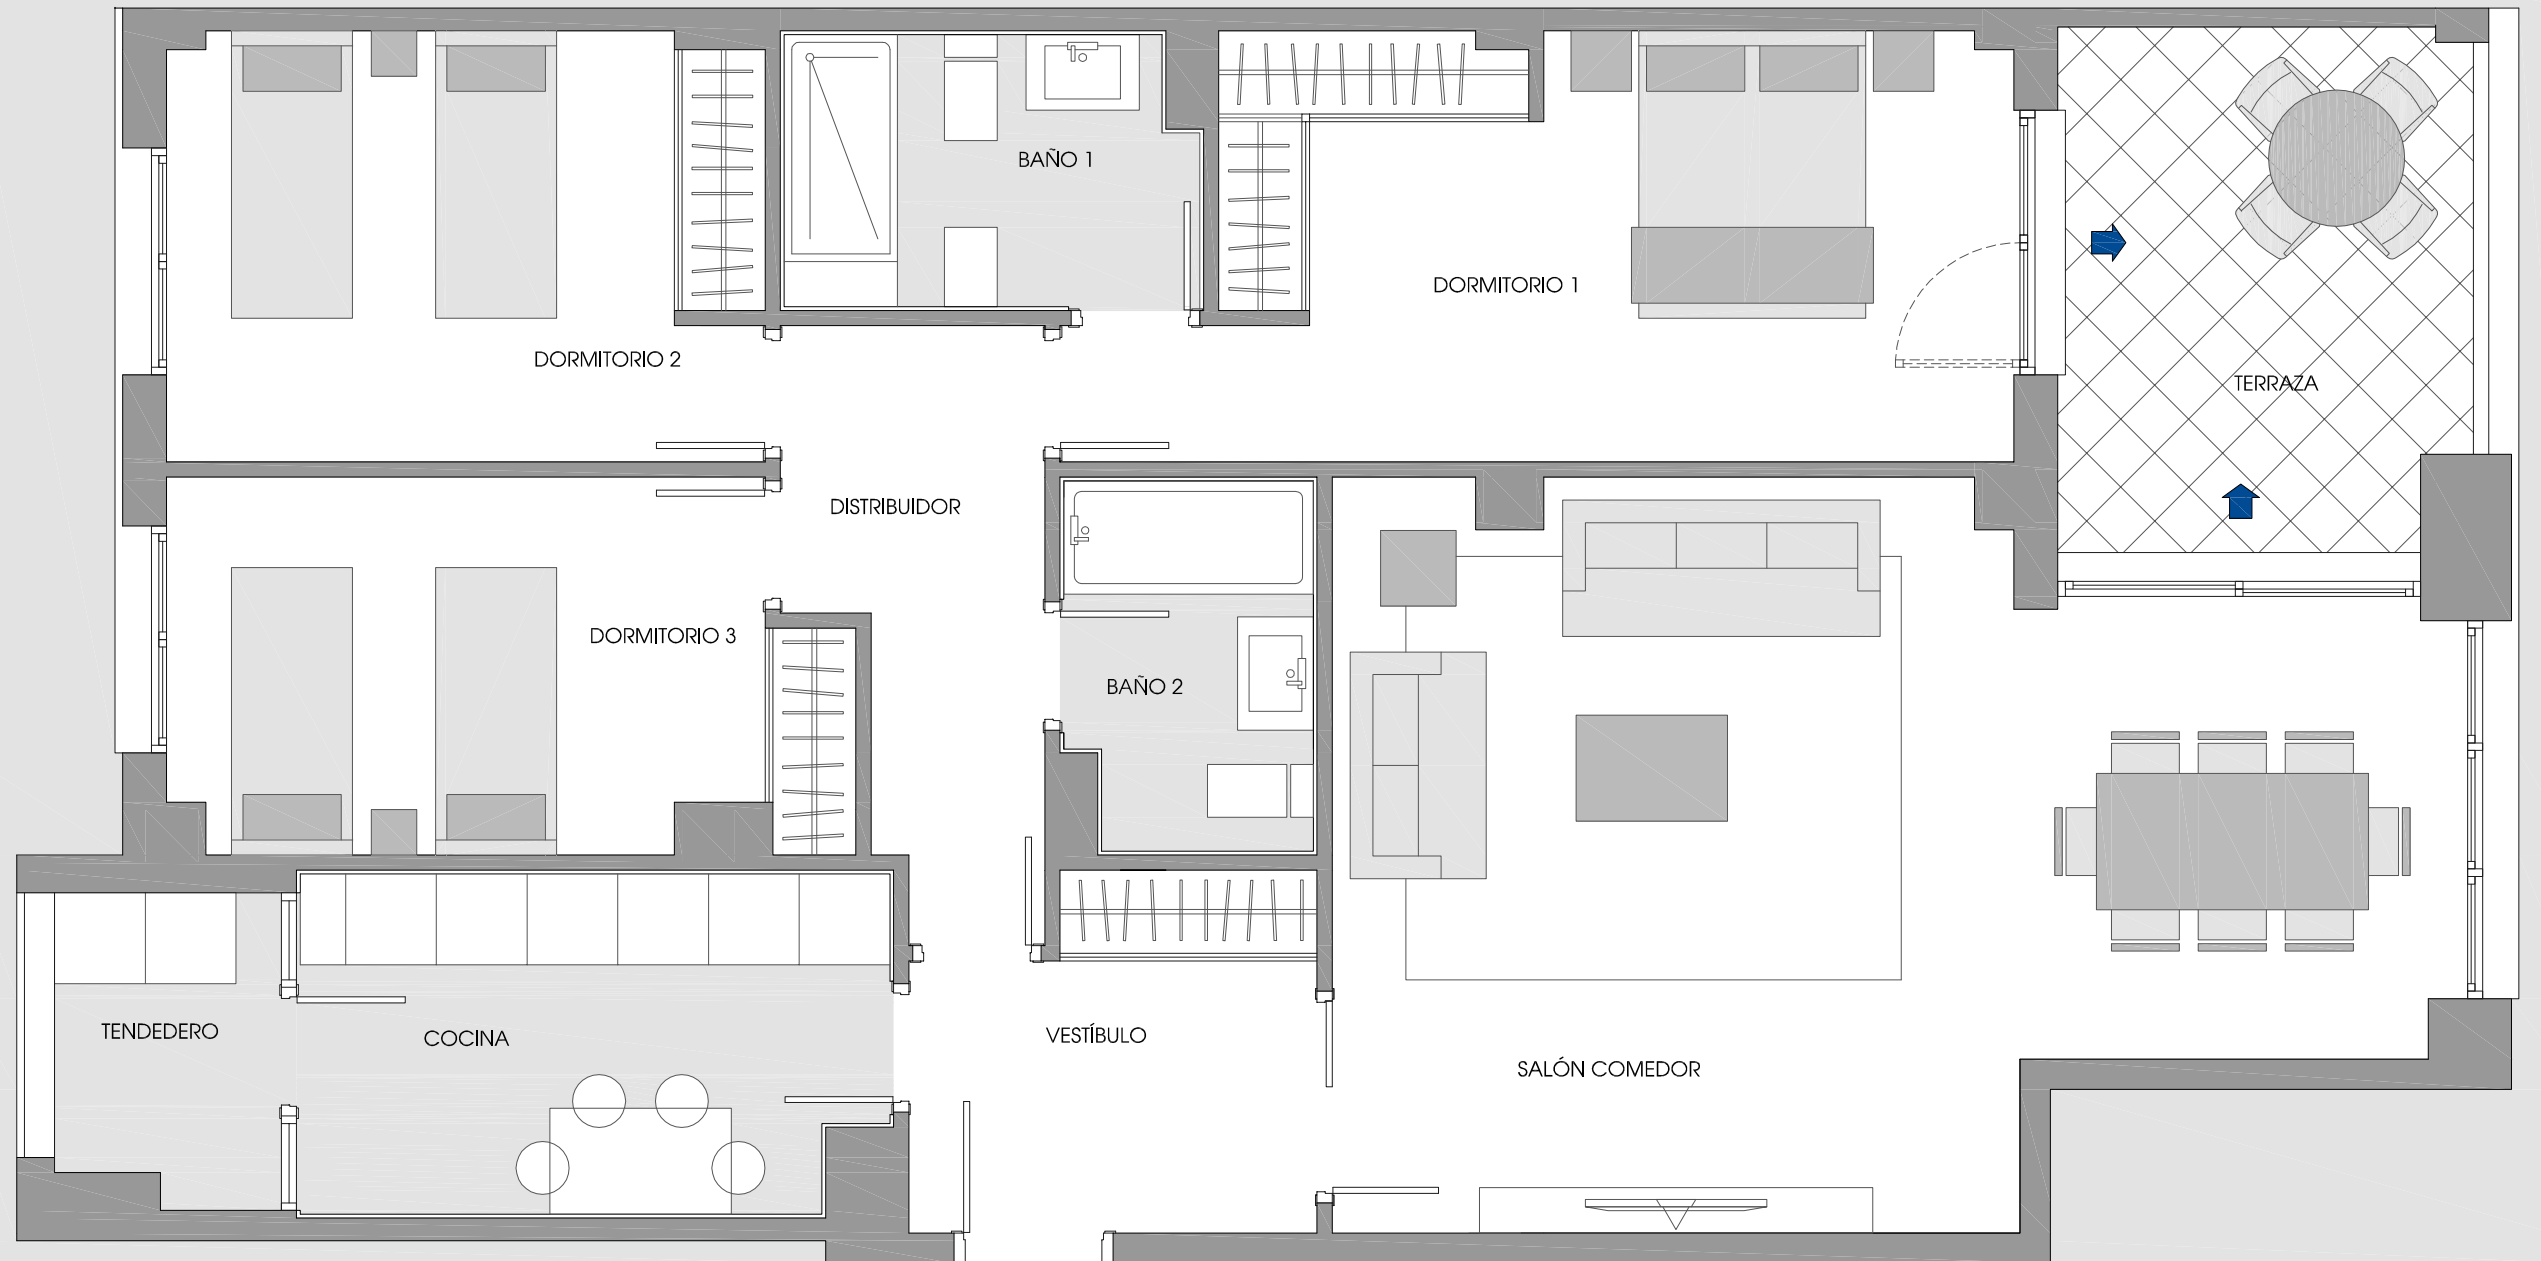 BAÑO 1
DORMITORIO 1
DORMITORIO 2
TERRAZA
DISTRIBUIDOR
DORMITORIO 3
BAÑO 2
TENDEDERO
COCINA
VESTÍBULO
SALÓN COMEDOR